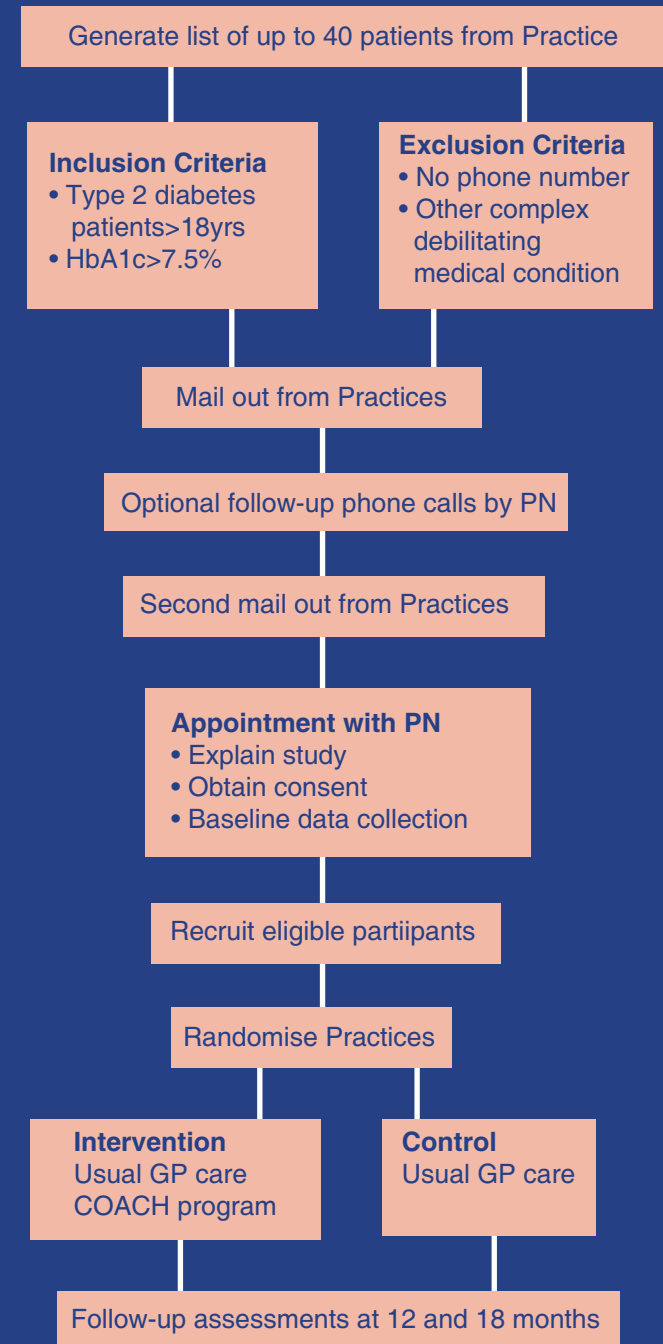 Generate list of up to 40 patients from Practice
Inclusion Criteria
• Type 2 diabetes
patients>18yrs
• HbA1c>7.5%
Exclusion Criteria
• No phone number
• Other complex
debilitating
medical condition
Mail out from Practices
Optional follow-up phone calls by PN
Second mail out from Practices
Appointment with PN
• Explain study
• Obtain consent
• Baseline data collection
Recruit eligible partiipants
Randomise Practices
Intervention
Usual GP care
COACH program
Control
Usual GP care
Follow-up assessments at 12 and 18 months